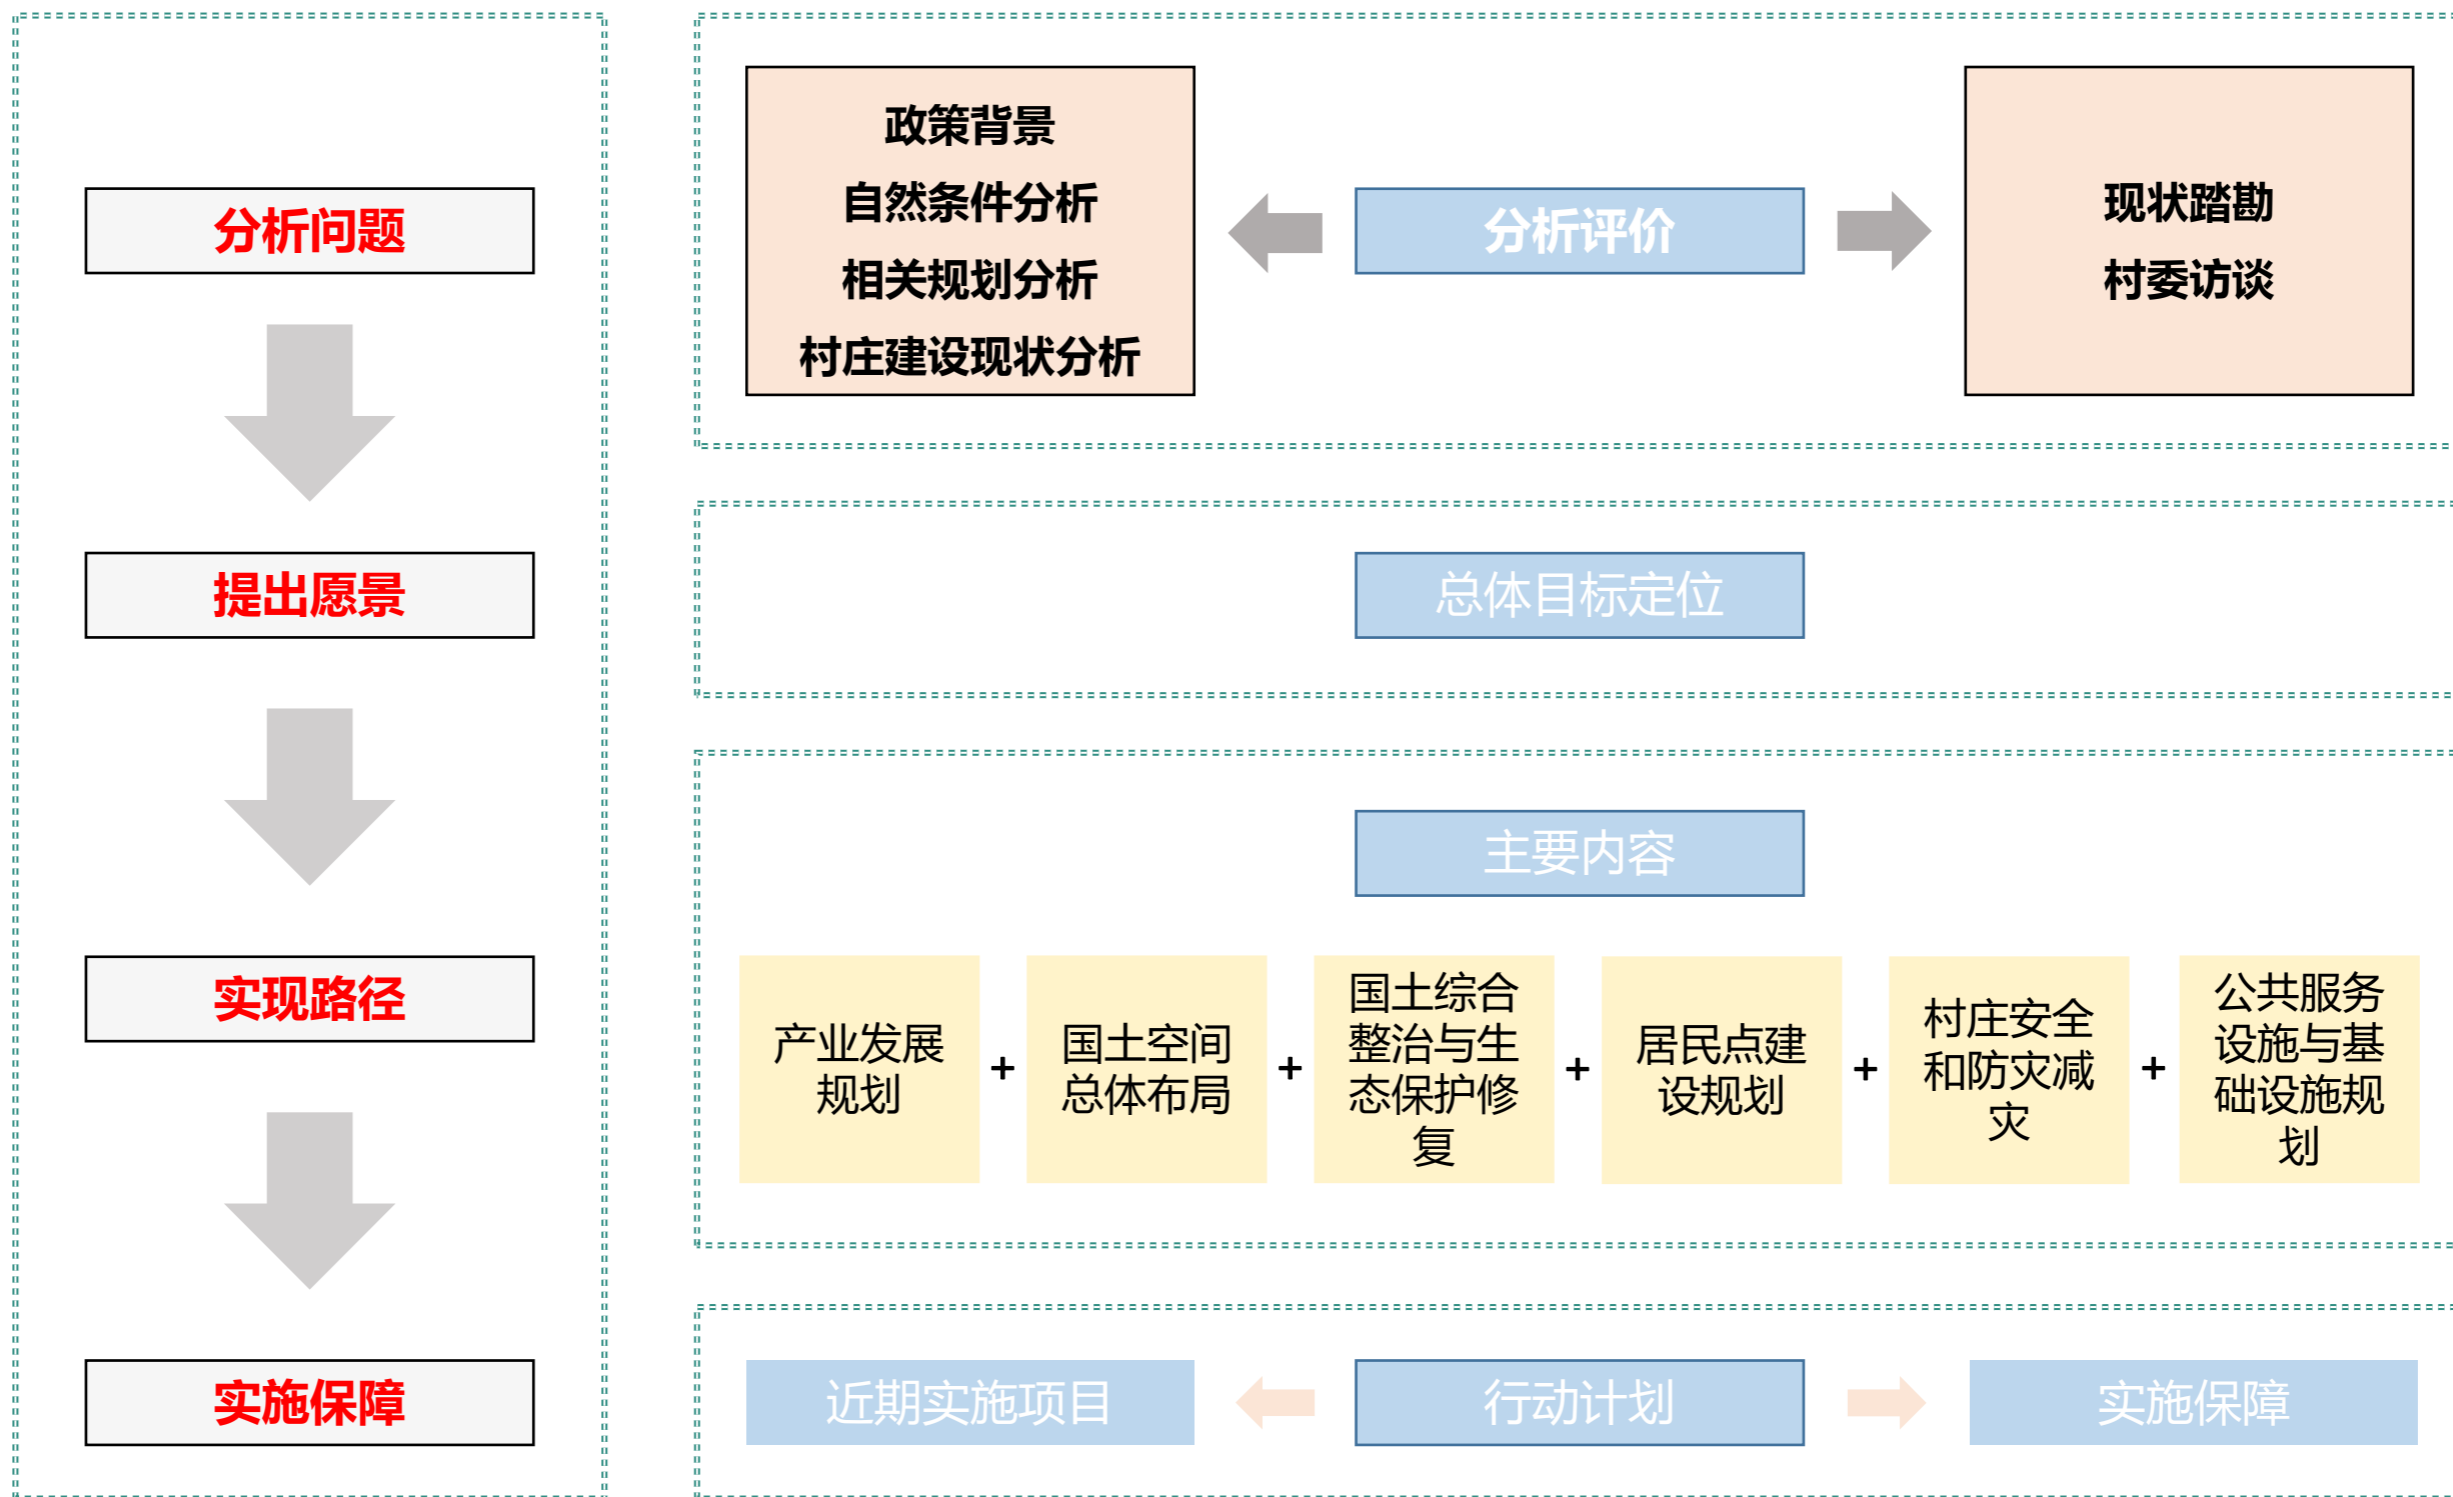 分析问题
提出愿景
实现路径
实施保障
政策背景
自然条件分析
相关规划分析
村庄建设现状分析
分析评价
现状踏勘
村委访谈
总体目标定位
主要内容
产业发展
规划
+
国土空间
总体布局
+
国土综合
整治与生
态保护修
复
+
居民点建
设规划
+
村庄安全
和防灾减
灾
+
公共服务
设施与基
础设施规
划
近期实施项目
行动计划
实施保障